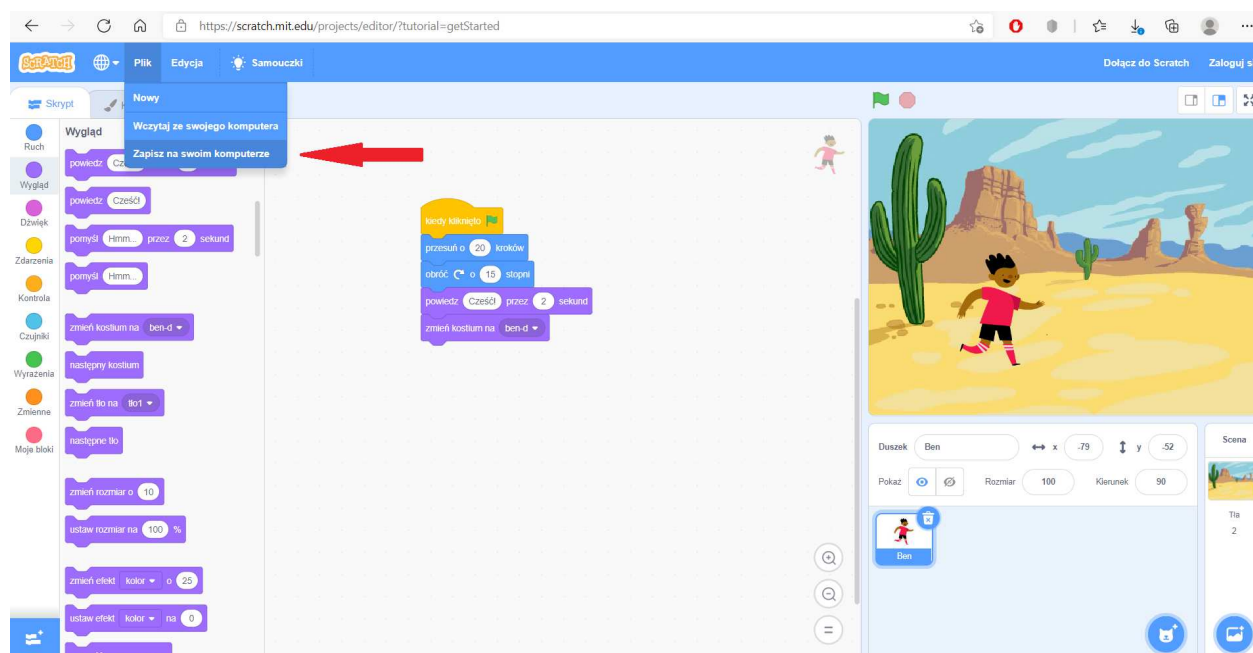 https://scratch.mit.edu/projects/editor/?tutorial=getStarted
SCRATCH Plik Edycja Samouczki Dołącz do Scratch Zaloguj
Skrypt
Nowy
Wczytaj ze swojego komputera
Zapisz na swoim komputerze
Ruch
Wygląd
Dźwięk
Zdarzenia
Kontrola
Czujniki
Wyrażenia
Zmienne
Moje bloki
Wygląd
powiedz
powiedz Cześć!
pomyśl Hmm... przez 2 sekund
pomyśl Hmm...
zmień kostium na ben-d
następny kostium
zmień tło na tło1
następne tło
zmień rozmiar o 10
ustaw rozmiar na 100 %
zmień efekt kolor o 25
ustaw efekt kolor na 0
kiedy kliknięto
przesuń o 20 kroków
obróć o 15 stopni
powiedz Cześć! przez 2 sekund
zmień kostium na ben-d
Duszek Ben x -79 y -52
Pokaż Rozmiar 100 Kierunek 90
Ben
Scena
Tła
2